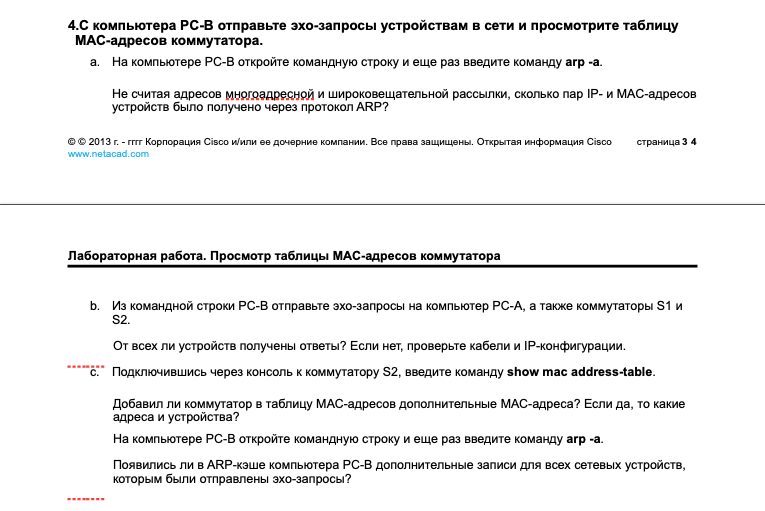 4.С компьютера PC-B отправьте эхо-запросы устройствам в сети и просмотрите таблицу
МАС-адресов коммутатора.
a. На компьютере PC-B откройте командную строку и еще раз введите команду arp -a.
Не считая адресов многоадресной и широковещательной рассылки, сколько пар IP- и МАС-адресов
устройств было получено через протокол ARP?
© © 2013 г. - гггг Корпорация Cisco и/или ее дочерние компании. Все права защищены. Открытая информация Cisco страница 3 4
www.netacad.com
Лабораторная работа. Просмотр таблицы МАС-адресов коммутатора
b. Из командной строки PC-B отправьте эхо-запросы на компьютер PC-A, а также коммутаторы S1 и
S2.
От всех ли устройств получены ответы? Если нет, проверьте кабели и IP-конфигурации.
c. Подключившись через консоль к коммутатору S2, введите команду show mac address-table.
Добавил ли коммутатор в таблицу МАС-адресов дополнительные МАС-адреса? Если да, то какие
адреса и устройства?
На компьютере PC-B откройте командную строку и еще раз введите команду arp -a.
Появились ли в ARP-кэше компьютера PC-B дополнительные записи для всех сетевых устройств,
которым были отправлены эхо-запросы?